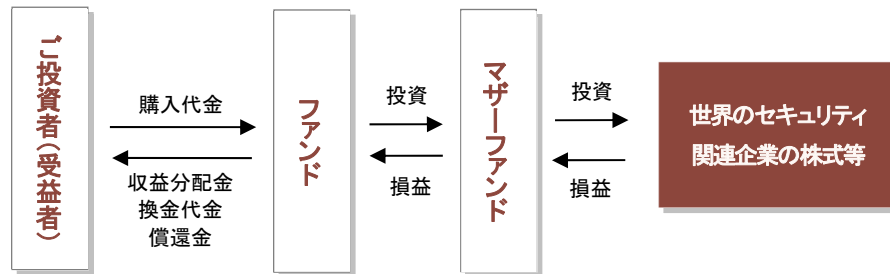 ご投資者(受益者)
購入代金
収益分配金
換金代金
償還金
ファンド
投資
損益
マザーファンド
投資
損益
世界のセキュリティ
関連企業の株式等